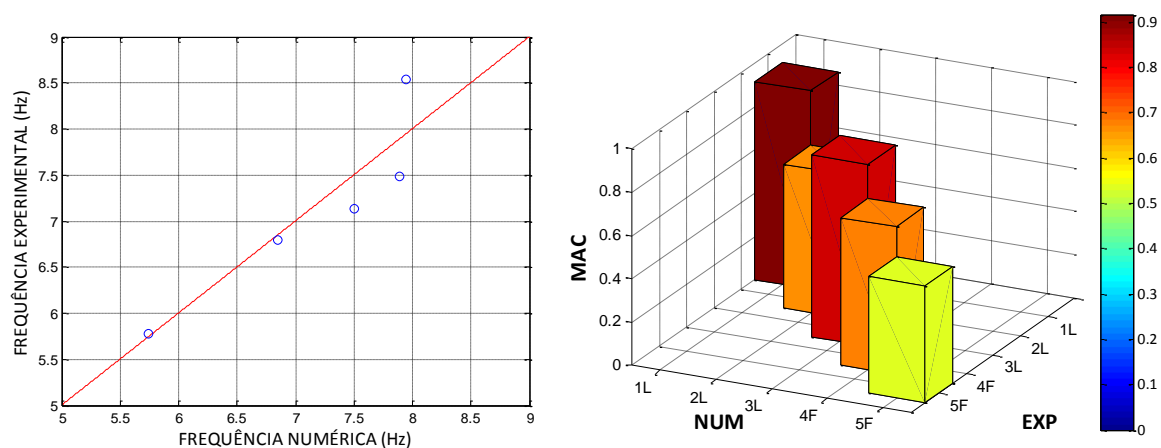 9
8.5
8
7.5
7
6.5
6
5.5
5
FREQUÊNCIA EXPERIMENTAL (Hz)
5 5.5 6 6.5 7 7.5 8 8.5 9
FREQUÊNCIA NUMÉRICA (Hz)
1
0.8
0.6
0.4
0.2
0
MAC
1L
2L
3L
4F
5F
NUM
1L
2L
3L
4F
5F
EXP
0.9
0.8
0.7
0.6
0.5
0.4
0.3
0.2
0.1
0